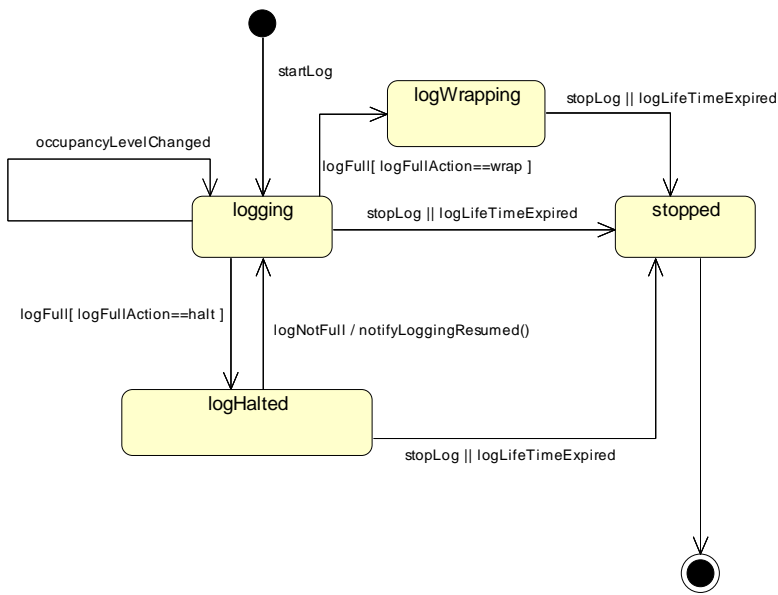 startLog
logWrapping
stopLog || logLifeTimeExpired
occupancyLevelChanged
logFull[ logFullAction==wrap ]
logging
stopLog || logLifeTimeExpired
stopped
logFull[ logFullAction==halt ]
logNotFull / notifyLoggingResumed()
logHalted
stopLog || logLifeTimeExpired